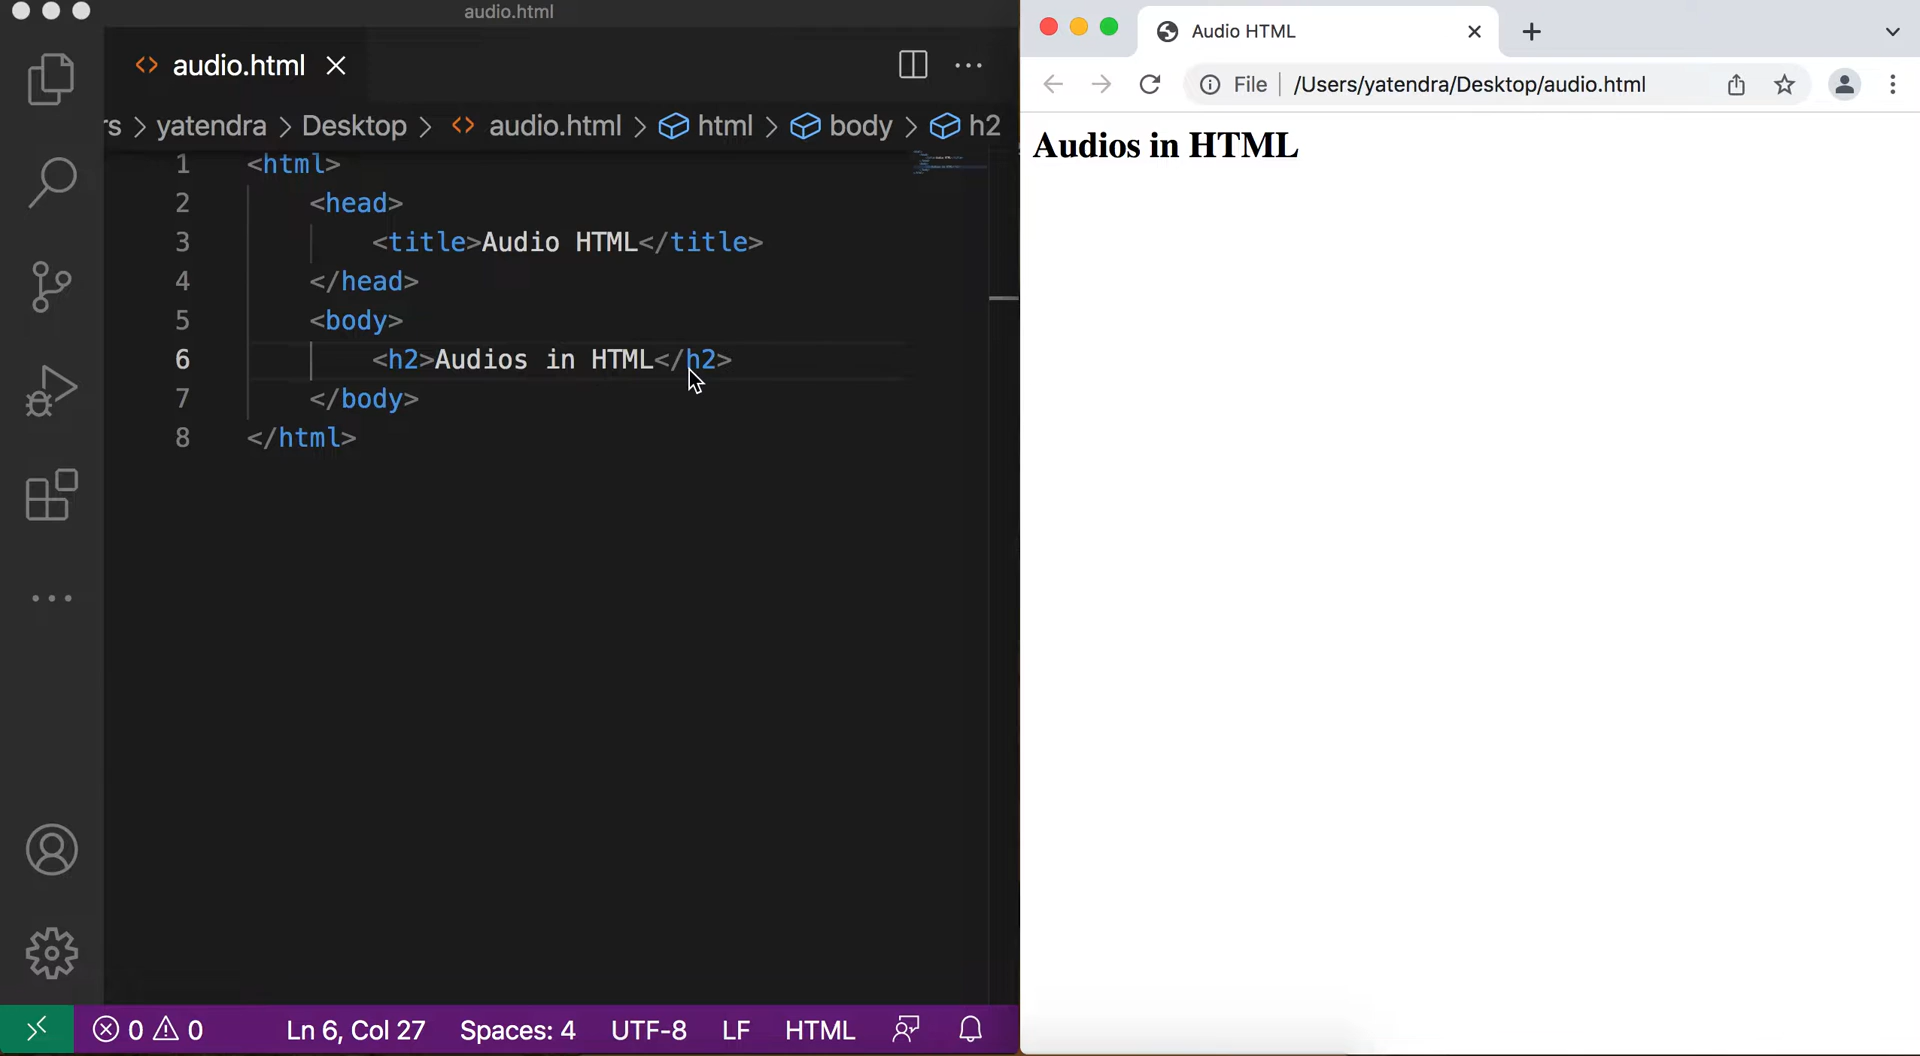 audio.html
audio.html
rs > yatendra > Desktop > audio.html > html > body > h2
1 <html>
2 <head>
3 <title>Audio HTML</title>
4 </head>
5 <body>
6 <h2>Audios in HTML</h2>
7 </body>
8 </html>
0 0 Ln 6, Col 27 Spaces: 4 UTF-8 LF HTML
Audio HTML
File /Users/yatendra/Desktop/audio.html
Audios in HTML